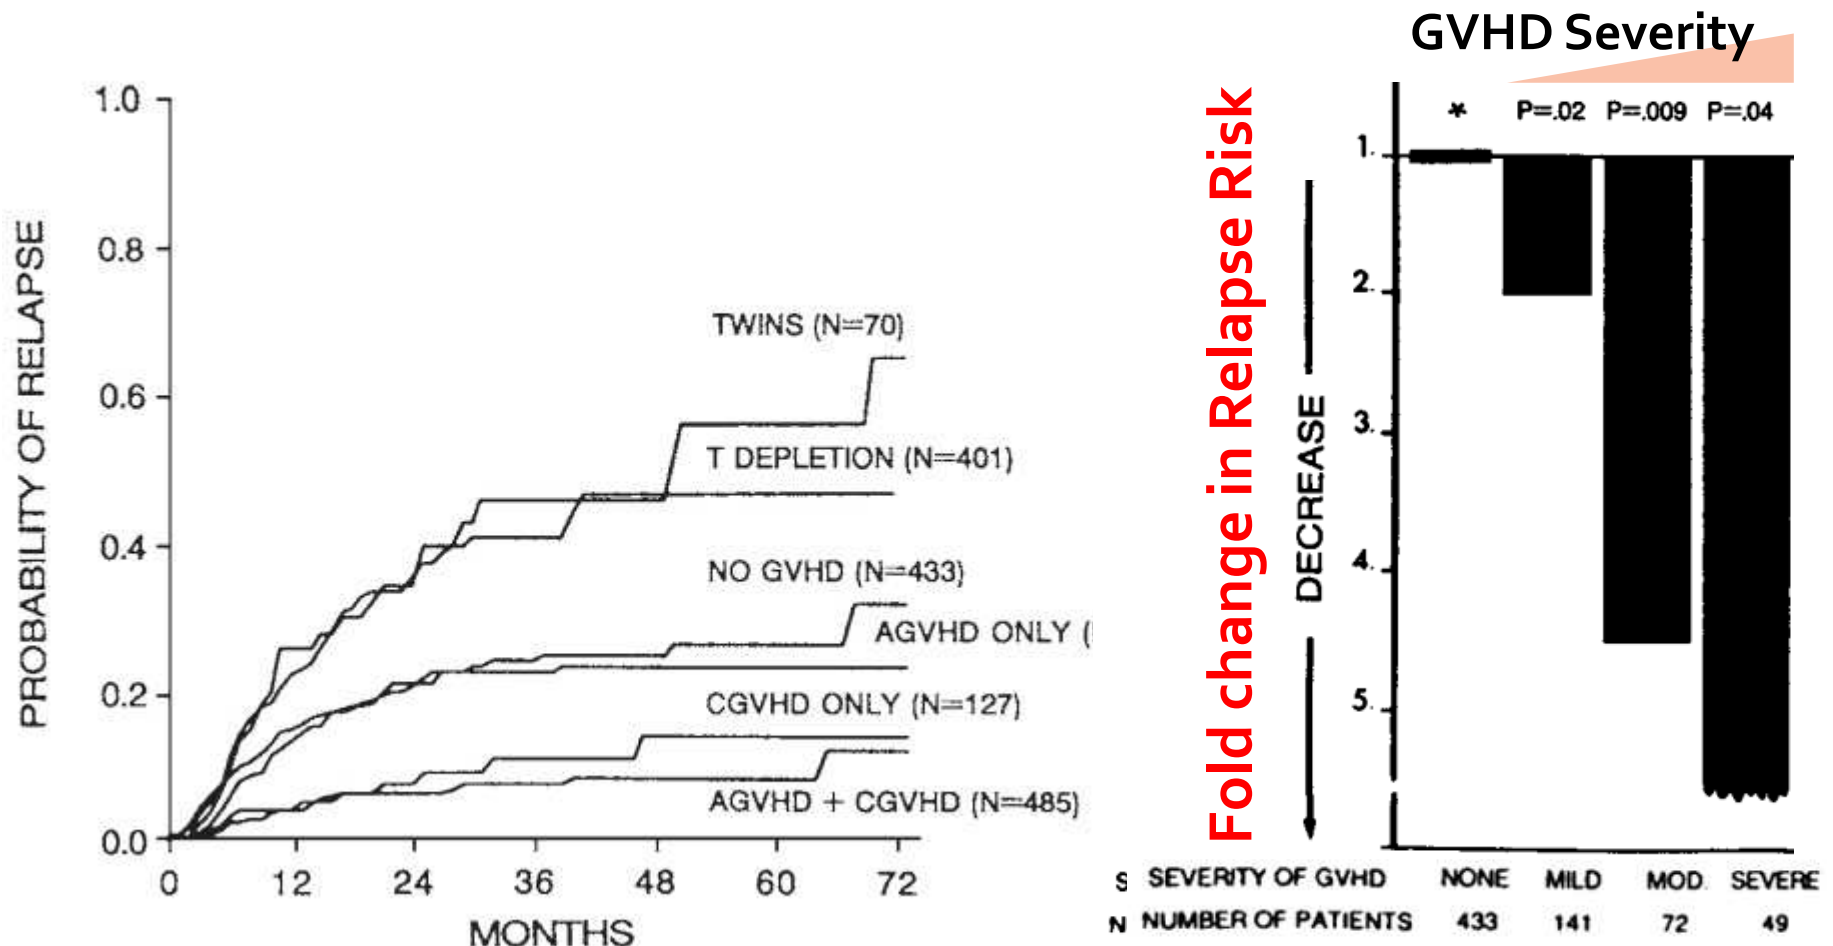 PROBABILITY OF RELAPSE
1.0
0.8
0.6
0.4
0.2
0.0
TWINS (N=70)
T DEPLETION (N=401)
NO GVHD (N=433)
AGVHD ONLY (
CGVHD ONLY (N=127)
AGVHD + CGVHD (N=485)
0 12 24 36 48 60 72
MONTHS
GVHD Severity
Fold change in Relapse Risk
DECREASE
* P=.02 P=.009 P=.04
1.
2.
3.
4.
5.
S SEVERITY OF GVHD NONE MILD MOD. SEVERE
N NUMBER OF PATIENTS 433 141 72 49